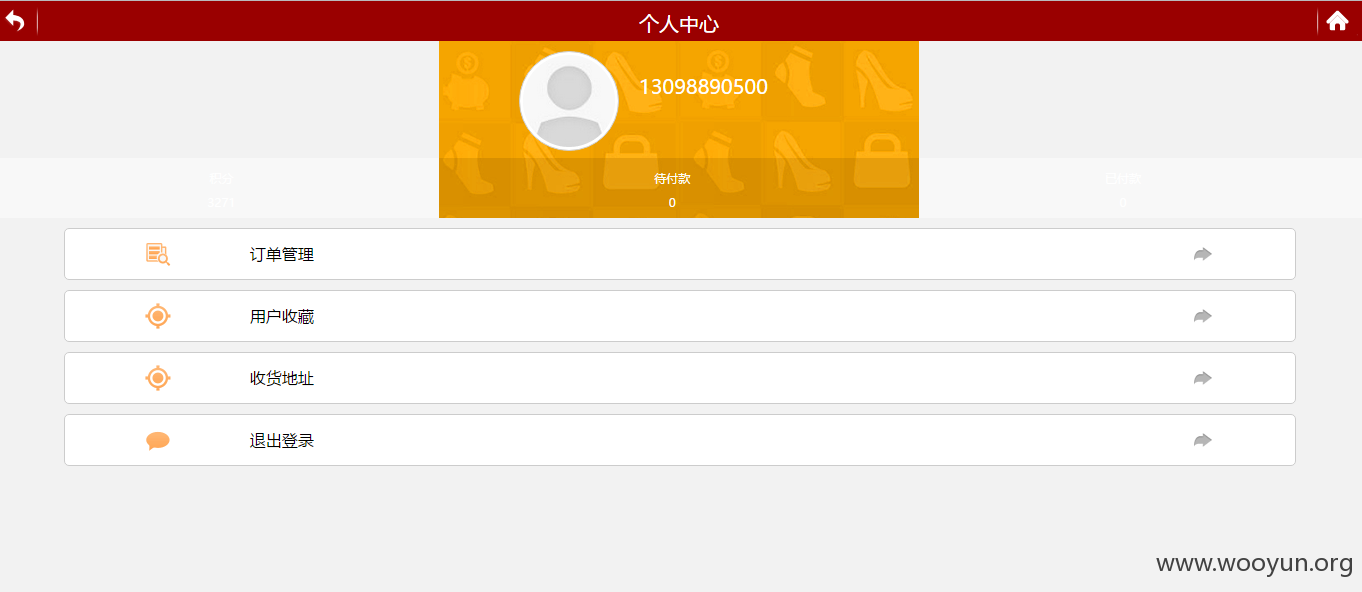 个人中心
13098890500
积分
待付款
已付款
3271
0
0
订单管理
用户收藏
收货地址
退出登录
www.wooyun.org